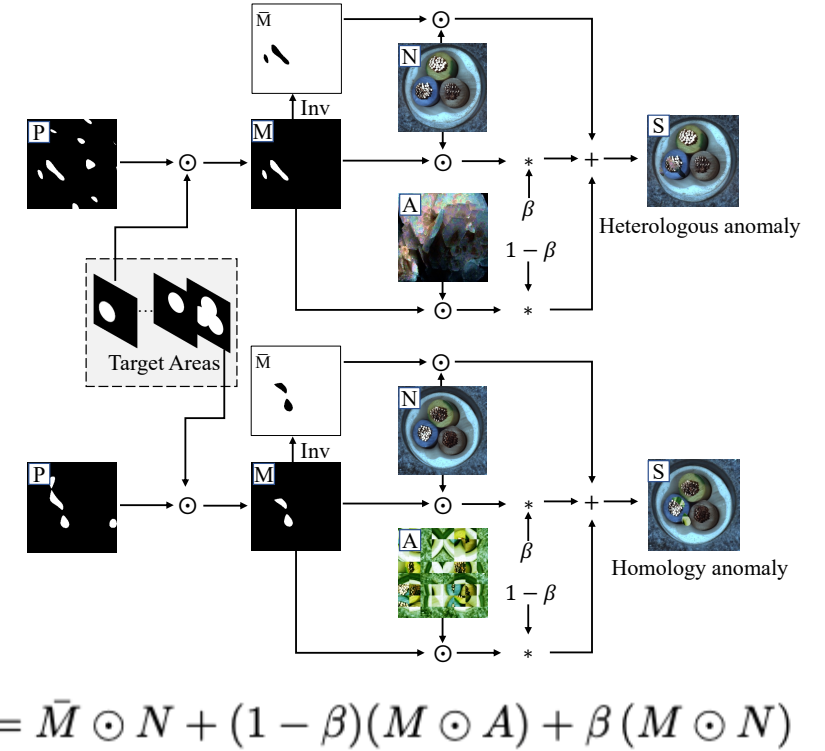 M̄
N
Inv
P
M
S
*
+
β
Heterologous anomaly
A
1 − β
*
...
Target Areas
M̄
N
Inv
P
M
S
*
+
β
Homology anomaly
A
1 − β
*
= M̄ ⊙ N + (1 − β)(M ⊙ A) + β (M ⊙ N)